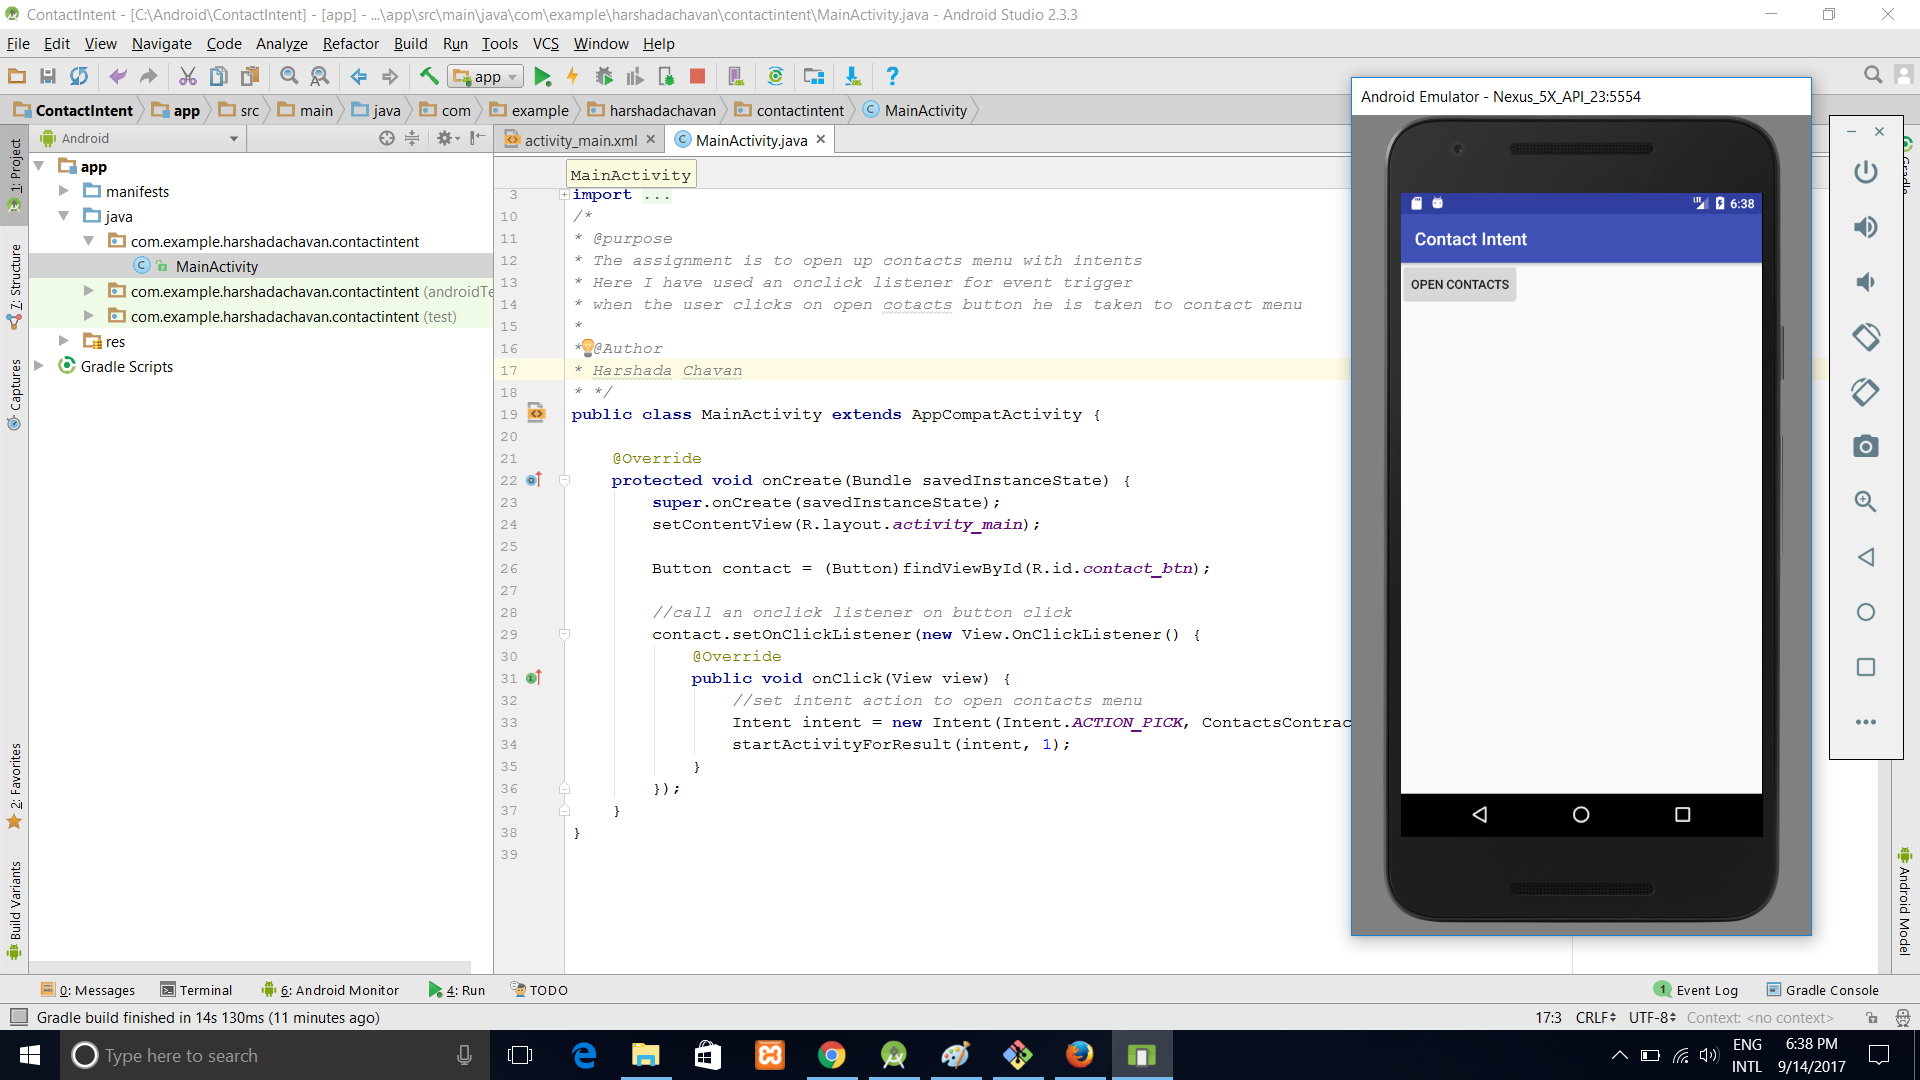 ContactIntent - [C:\Android\ContactIntent] - [app] - ...\app\src\main\java\com\example\harshadachavan\contactintent\MainActivity.java - Android Studio 2.3.3
File Edit View Navigate Code Analyze Refactor Build Run Tools VCS Window Help
app
ContactIntent app src main java com example harshadachavan contactintent MainActivity
Android
activity_main.xml MainActivity.java
1: Project
7: Structure
Captures
2: Favorites
Build Variants
app
manifests
java
com.example.harshadachavan.contactintent
MainActivity
com.example.harshadachavan.contactintent (androidTe
com.example.harshadachavan.contactintent (test)
res
Gradle Scripts
MainActivity
3 import ...
10 /*
11 * @purpose
12 * The assignment is to open up contacts menu with intents
13 * Here I have used an onclick listener for event trigger
14 * when the user clicks on open cotacts button he is taken to contact menu
15 *
16 * @Author
17 * Harshada Chavan
18 * */
19 public class MainActivity extends AppCompatActivity {
20
21 @Override
22 protected void onCreate(Bundle savedInstanceState) {
23 super.onCreate(savedInstanceState);
24 setContentView(R.layout.activity_main);
25
26 Button contact = (Button)findViewById(R.id.contact_btn);
27
28 //call an onclick listener on button click
29 contact.setOnClickListener(new View.OnClickListener() {
30 @Override
31 public void onClick(View view) {
32 //set intent action to open contacts menu
33 Intent intent = new Intent(Intent.ACTION_PICK, ContactsContrac
34 startActivityForResult(intent, 1);
35 }
36 });
37 }
38 }
39
Android Emulator - Nexus_5X_API_23:5554
LTE 6:38
Contact Intent
OPEN CONTACTS
Gradle
Android Model
0: Messages Terminal 6: Android Monitor 4: Run TODO 1 Event Log Gradle Console
Gradle build finished in 14s 130ms (11 minutes ago) 17:3 CRLF UTF-8 Context: <no context>
Type here to search
ENG
INTL
6:38 PM
9/14/2017